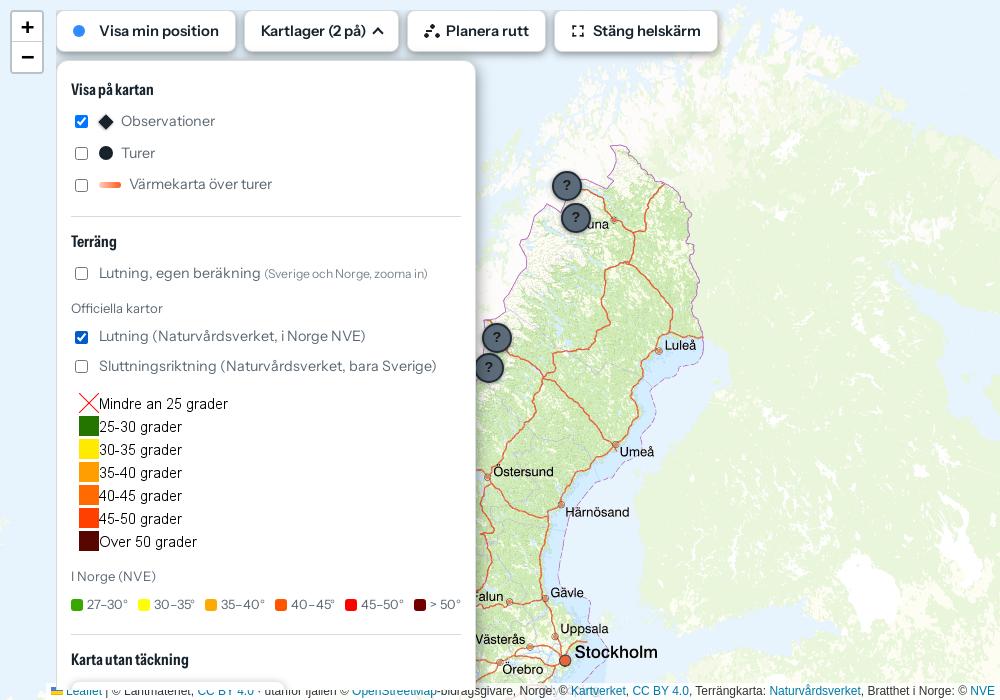 +
−
Visa min position
Kartlager (2 på)
Planera rutt
Stäng helskärm
Visa på kartan
Observationer
Turer
Värmekarta över turer
Terräng
Lutning, egen beräkning (Sverige och Norge, zooma in)
Officiella kartor
Lutning (Naturvårdsverket, i Norge NVE)
Sluttningsriktning (Naturvårdsverket, bara Sverige)
Mindre an 25 grader
25-30 grader
30-35 grader
35-40 grader
40-45 grader
45-50 grader
Over 50 grader
I Norge (NVE)
27–30° 30–35° 35–40° 40–45° 45–50° > 50°
Karta utan täckning
?
?
una
?
?
Luleå
Umeå
Östersund
Härnösand
alun
Gävle
Uppsala
Västerås
Stockholm
Örebro
Leaflet | © Lantmäteriet, CC BY 4.0 · utanför fjällen © OpenStreetMap-bidragsgivare, Norge: © Kartverket, CC BY 4.0, Terrängkarta: Naturvårdsverket, Bratthet i Norge: © NVE